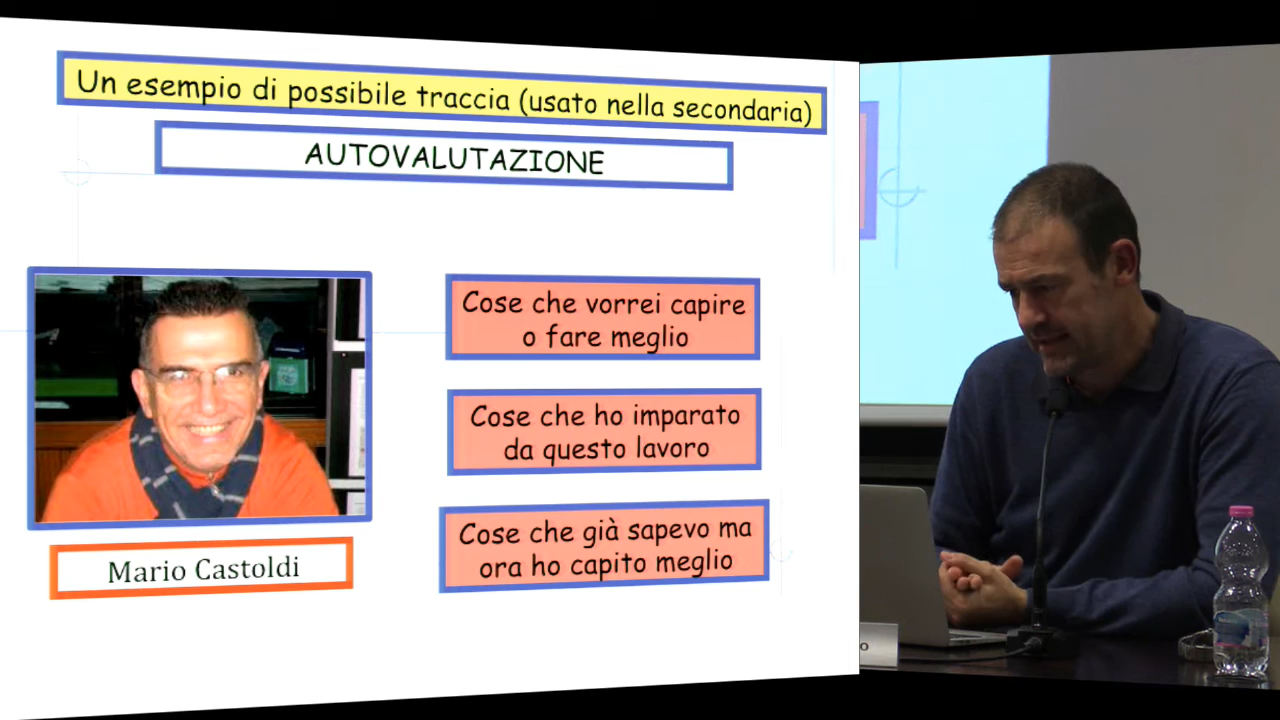 Un esempio di possibile traccia (usato nella secondaria)
AUTOVALUTAZIONE
Cose che vorrei capire
o fare meglio
Cose che ho imparato
da questo lavoro
Cose che già sapevo ma
ora ho capito meglio
Mario Castoldi
o